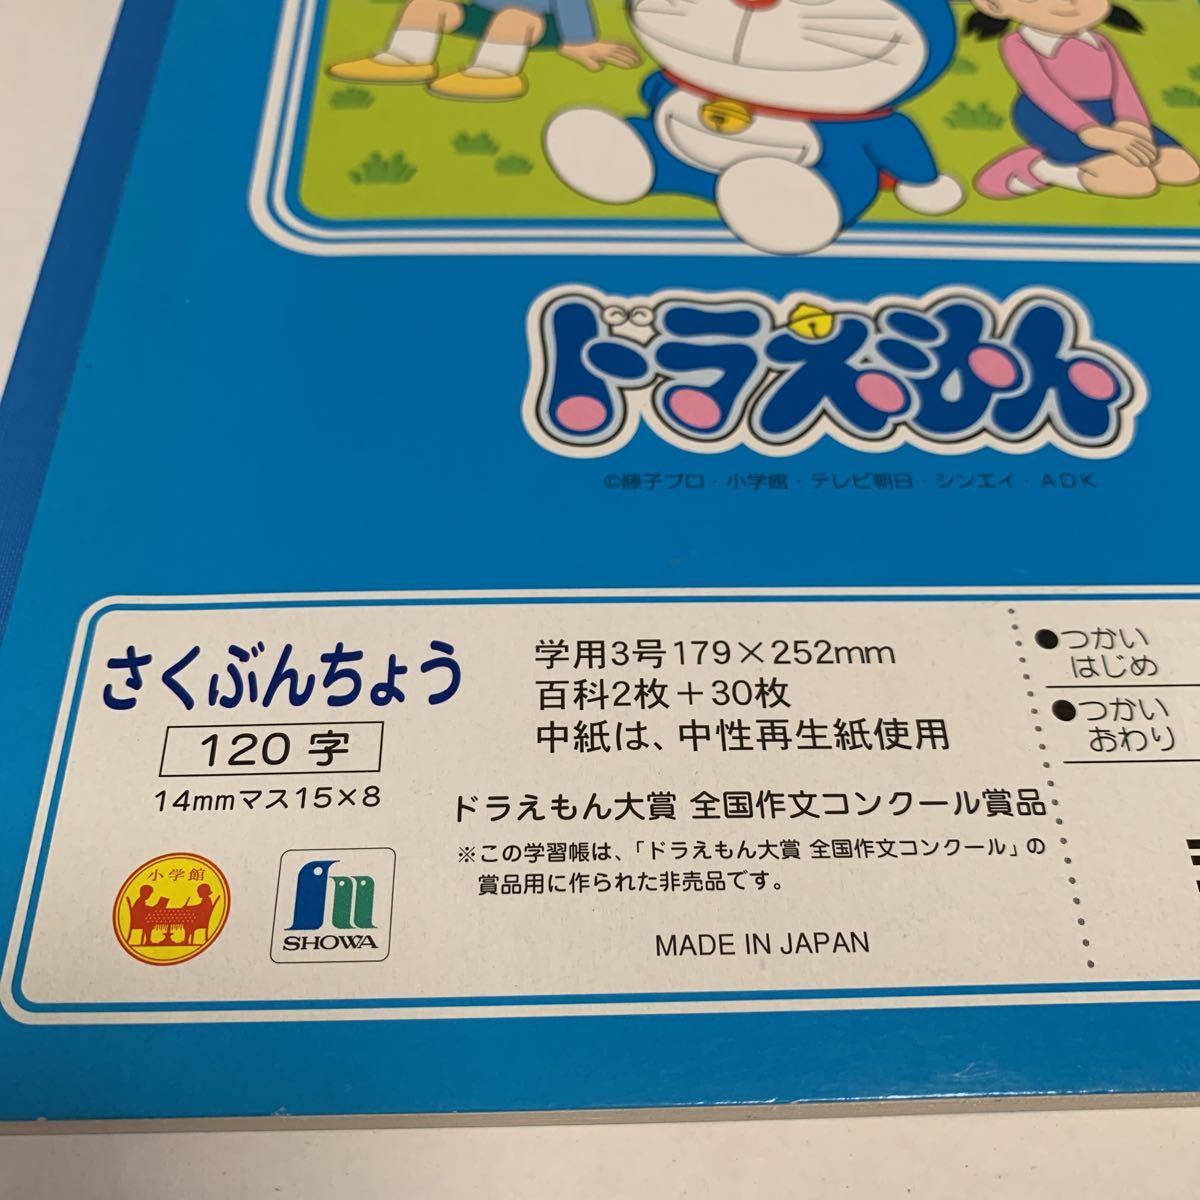 ドラえもん
©藤子プロ・小学館・テレビ朝日・シンエイ・ADK
さくぶんちょう
120字
14mmマス15×8
学用3号179×252mm
百科2枚＋30枚
中紙は、中性再生紙使用
ドラえもん大賞 全国作文コンクール賞品
※この学習帳は、「ドラえもん大賞 全国作文コンクール」の
賞品用に作られた非売品です。
小学館
SHOWA
MADE IN JAPAN
●つかい
はじめ
●つかい
おわり